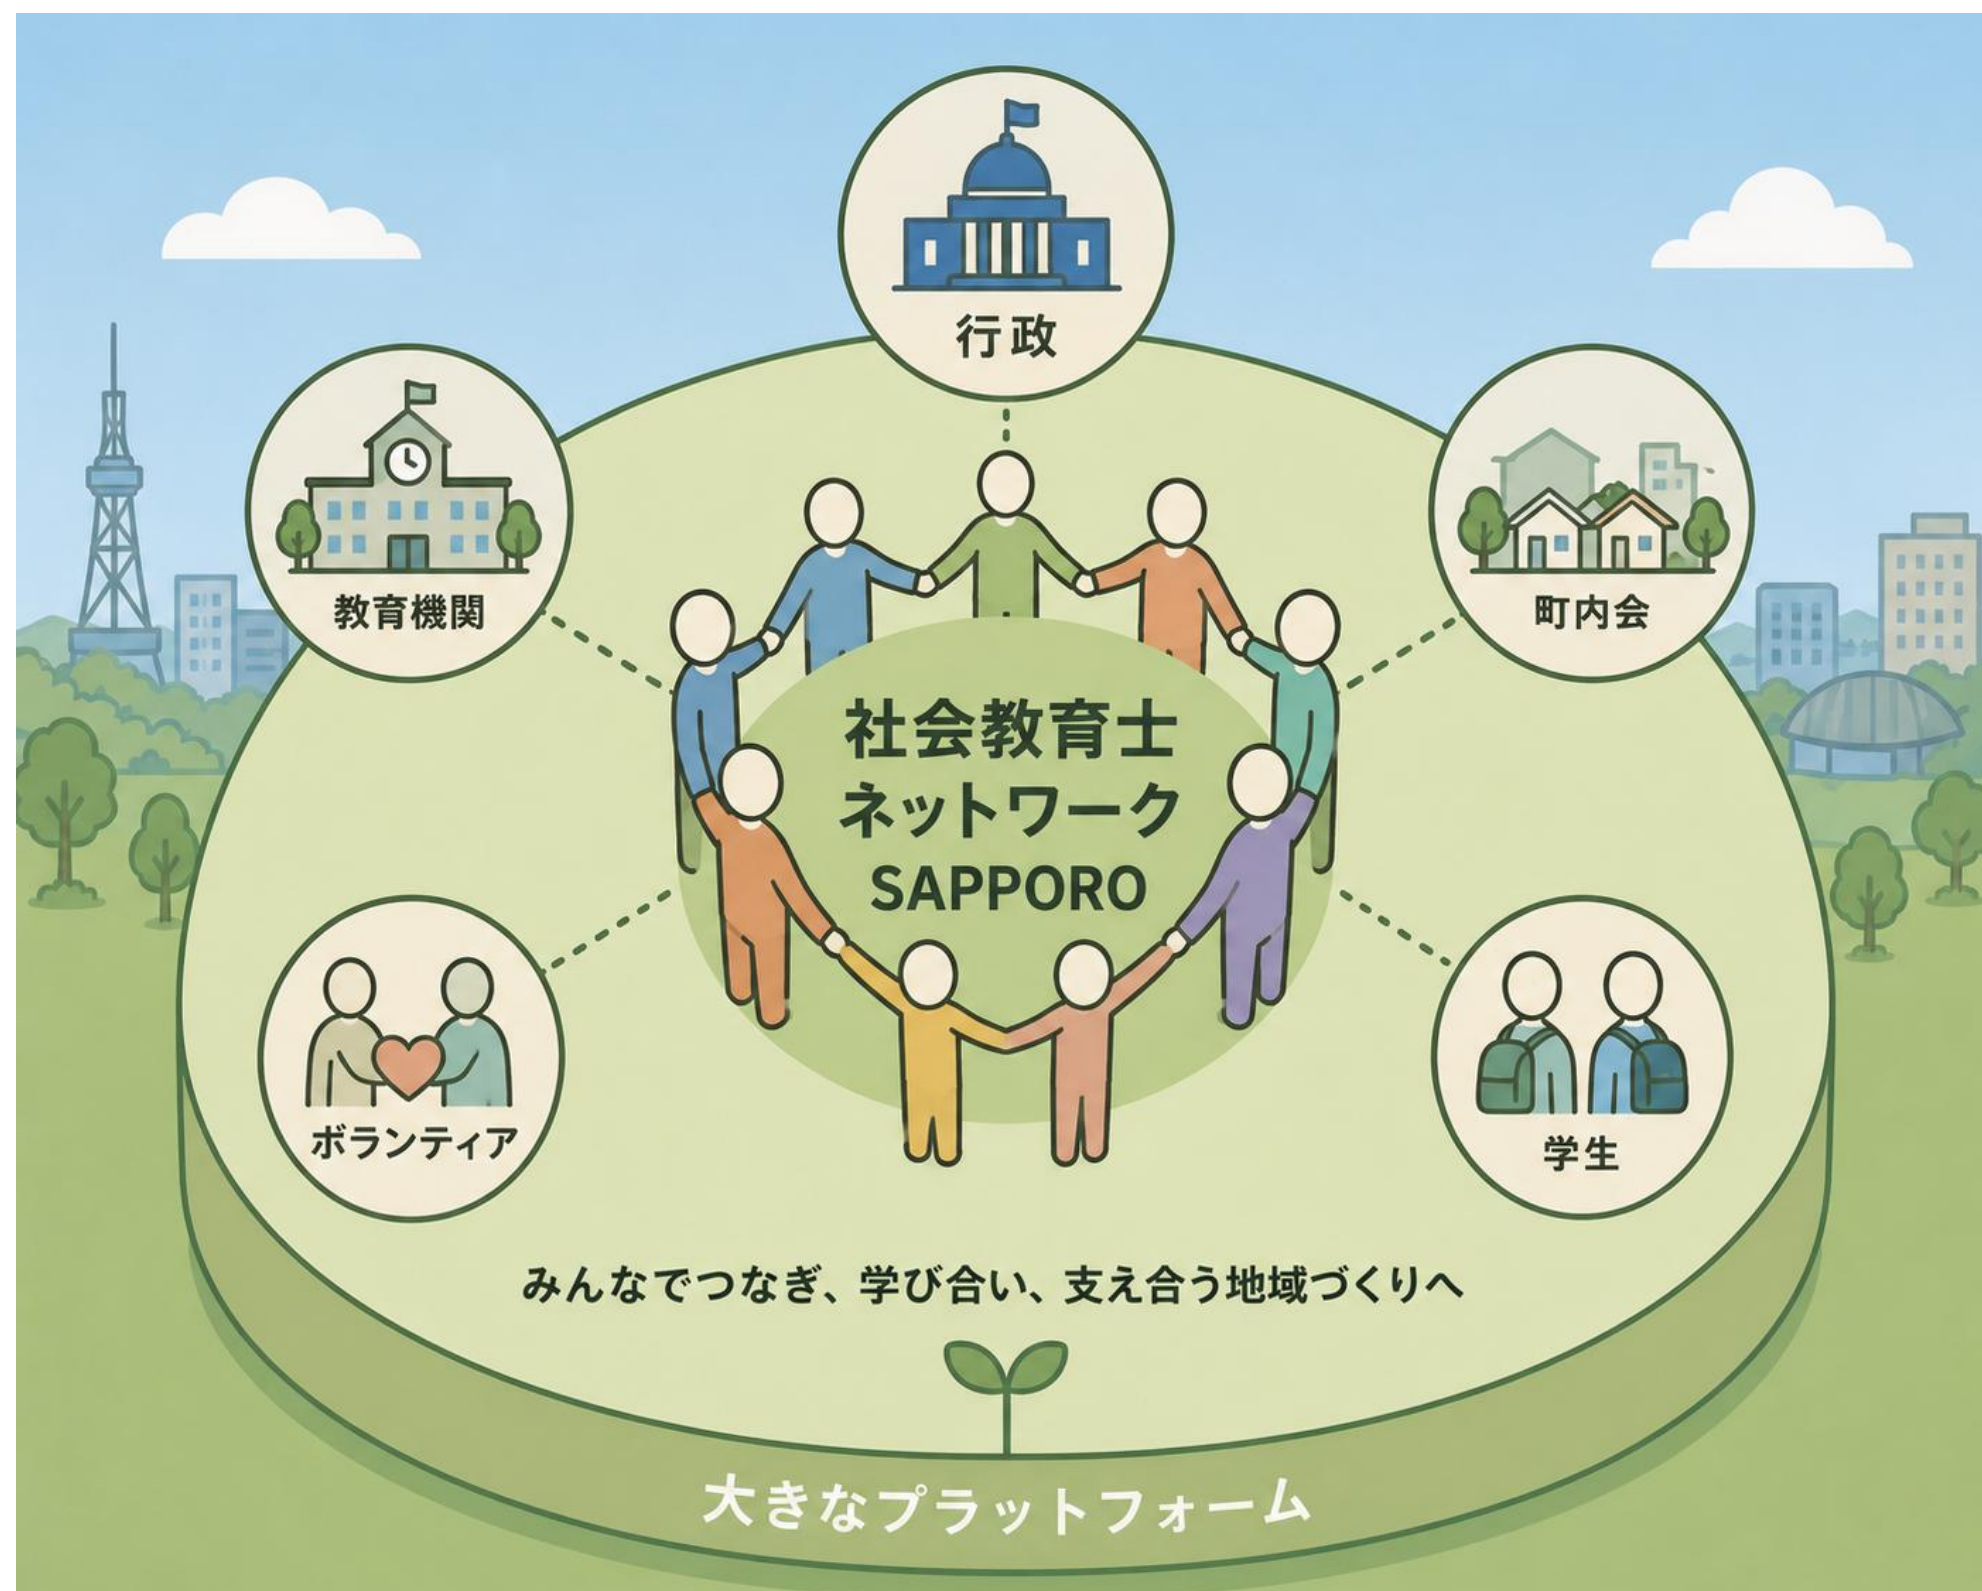 行政
教育機関
町内会
社会教育士
ネットワーク
SAPPORO
ボランティア
学生
みんなでつなぎ、学び合い、支え合う地域づくりへ
大きなプラットフォーム